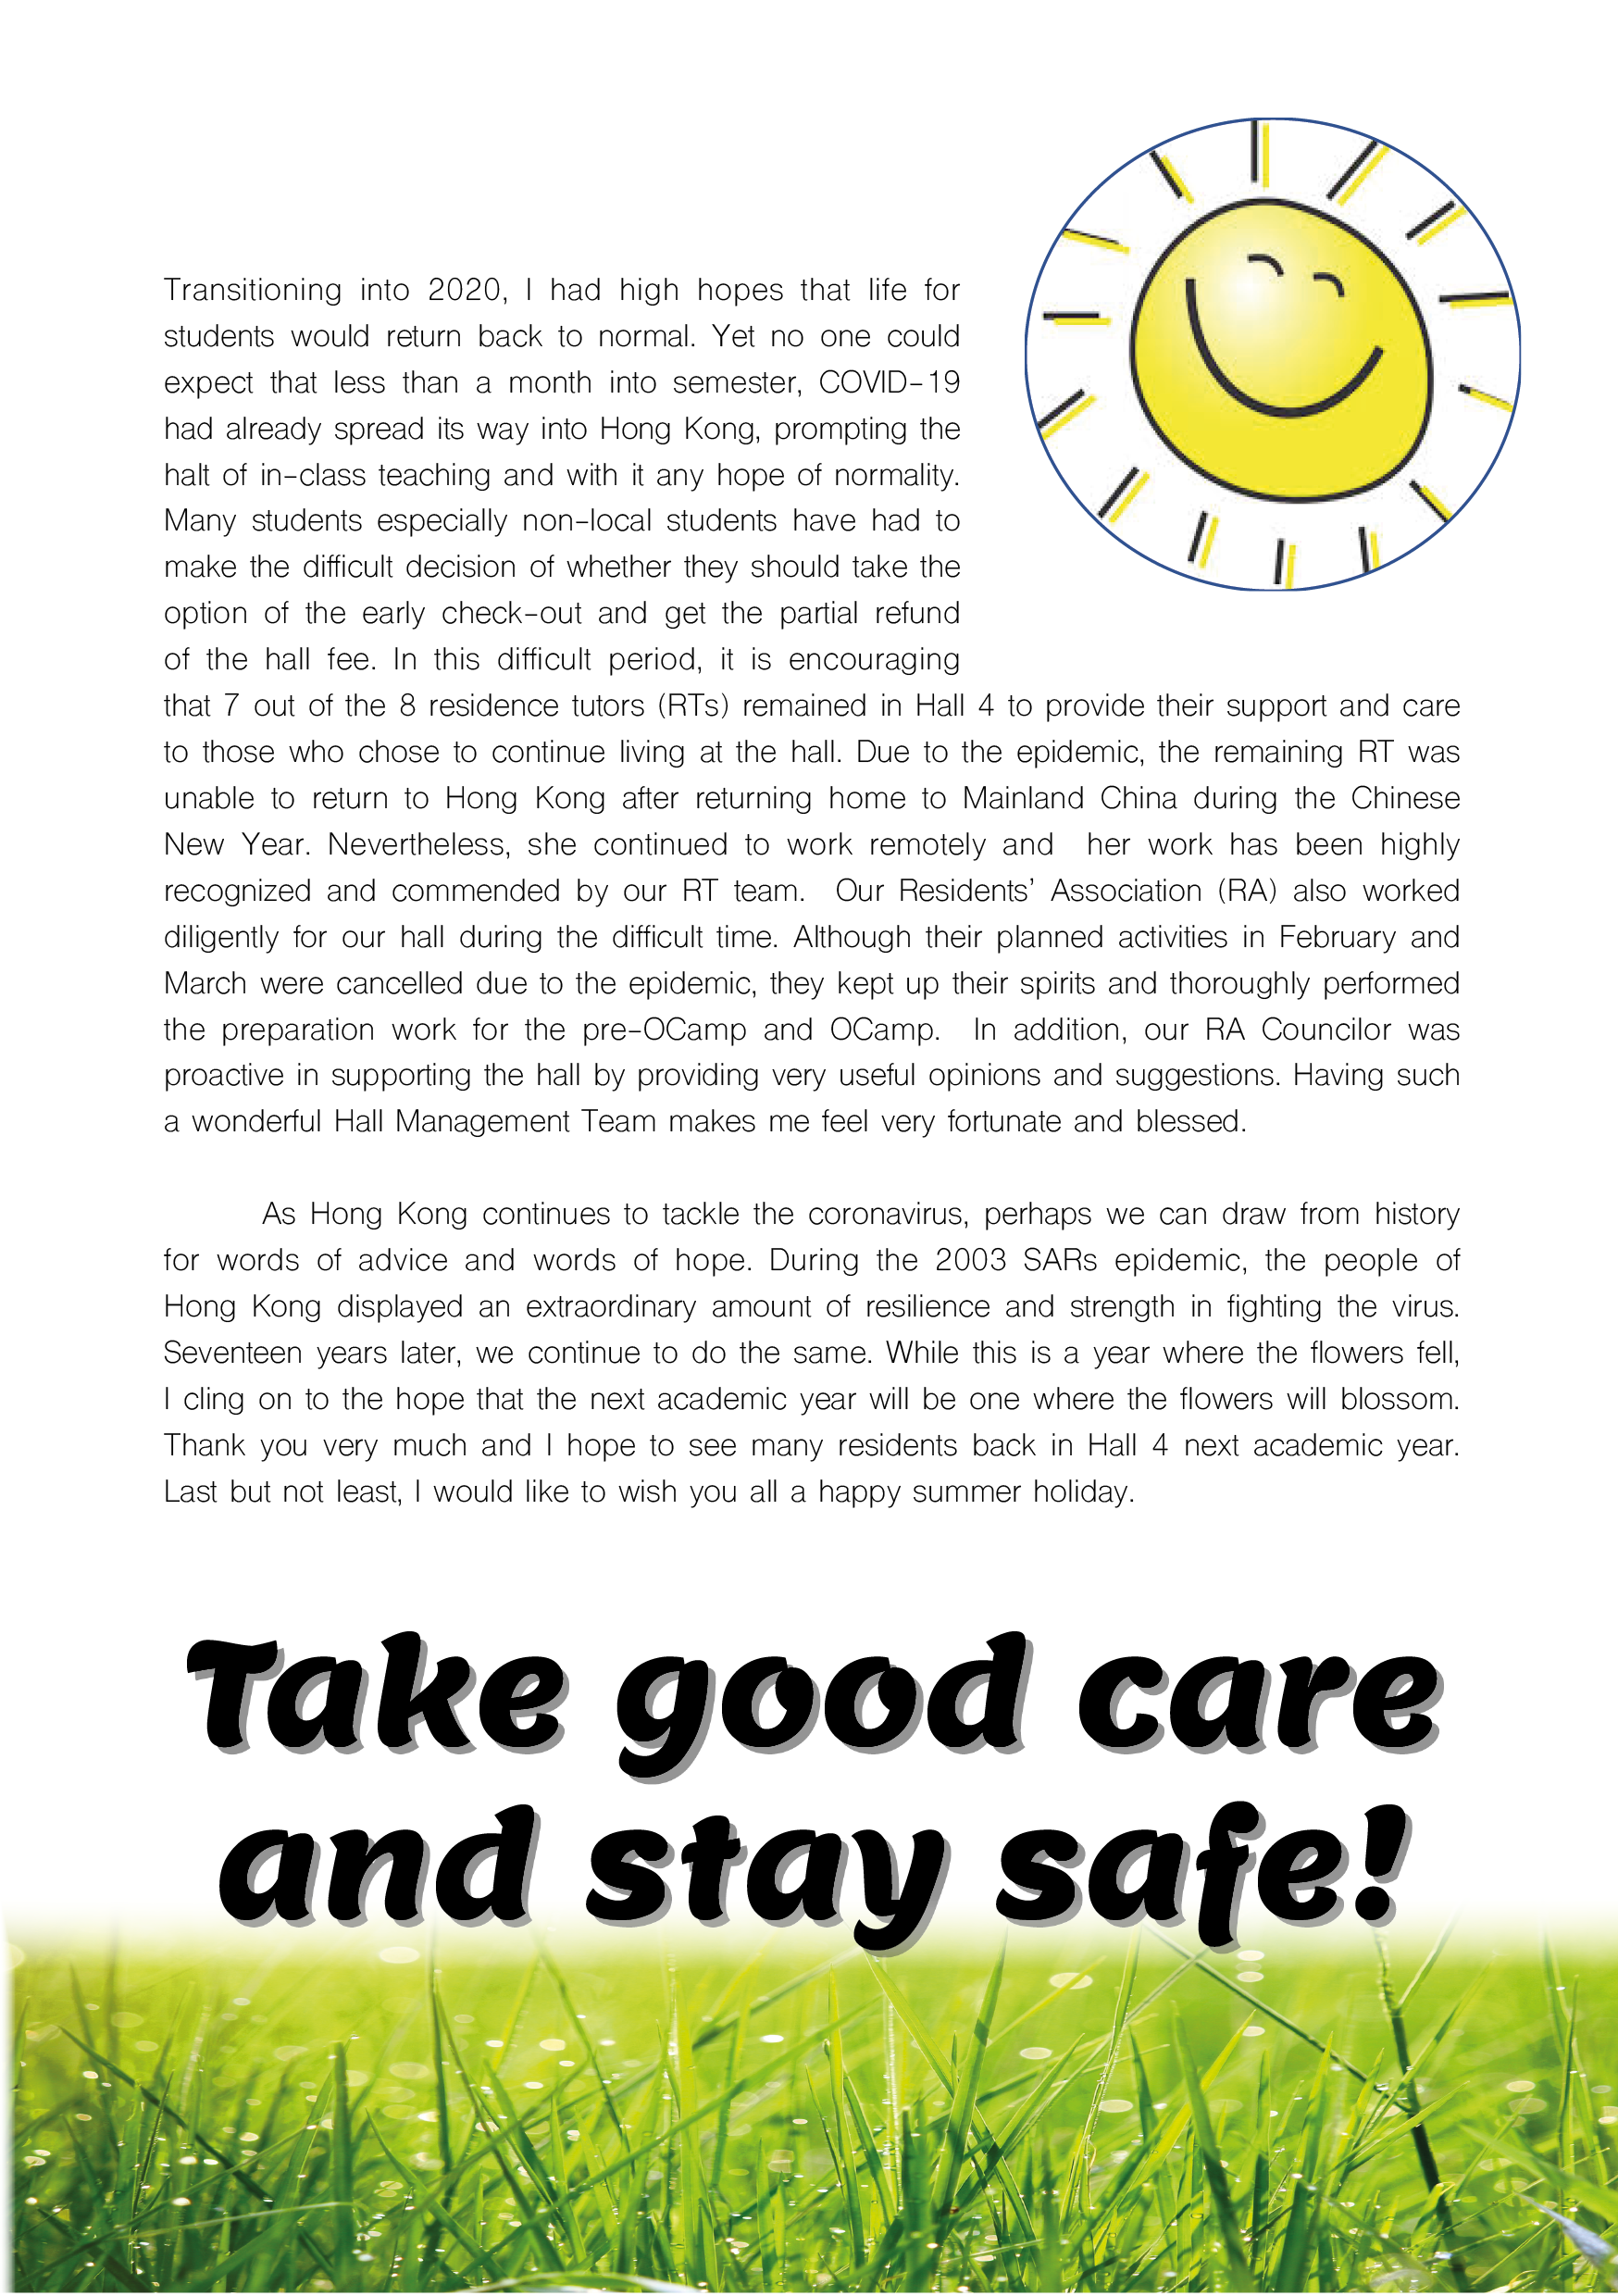 Transitioning into 2020, I had high hopes that life for
students would return back to normal. Yet no one could
expect that less than a month into semester, COVID-19
had already spread its way into Hong Kong, prompting the
halt of in-class teaching and with it any hope of normality.
Many students especially non-local students have had to
make the difficult decision of whether they should take the
option of the early check-out and get the partial refund
of the hall fee. In this difficult period, it is encouraging
that 7 out of the 8 residence tutors (RTs) remained in Hall 4 to provide their support and care
to those who chose to continue living at the hall. Due to the epidemic, the remaining RT was
unable to return to Hong Kong after returning home to Mainland China during the Chinese
New Year. Nevertheless, she continued to work remotely and  her work has been highly
recognized and commended by our RT team.  Our Residents’ Association (RA) also worked
diligently for our hall during the difficult time. Although their planned activities in February and
March were cancelled due to the epidemic, they kept up their spirits and thoroughly performed
the preparation work for the pre-OCamp and OCamp.  In addition, our RA Councilor was
proactive in supporting the hall by providing very useful opinions and suggestions. Having such
a wonderful Hall Management Team makes me feel very fortunate and blessed.
As Hong Kong continues to tackle the coronavirus, perhaps we can draw from history
for words of advice and words of hope. During the 2003 SARs epidemic, the people of
Hong Kong displayed an extraordinary amount of resilience and strength in fighting the virus.
Seventeen years later, we continue to do the same. While this is a year where the flowers fell,
I cling on to the hope that the next academic year will be one where the flowers will blossom.
Thank you very much and I hope to see many residents back in Hall 4 next academic year.
Last but not least, I would like to wish you all a happy summer holiday.
Take good care
and stay safe!